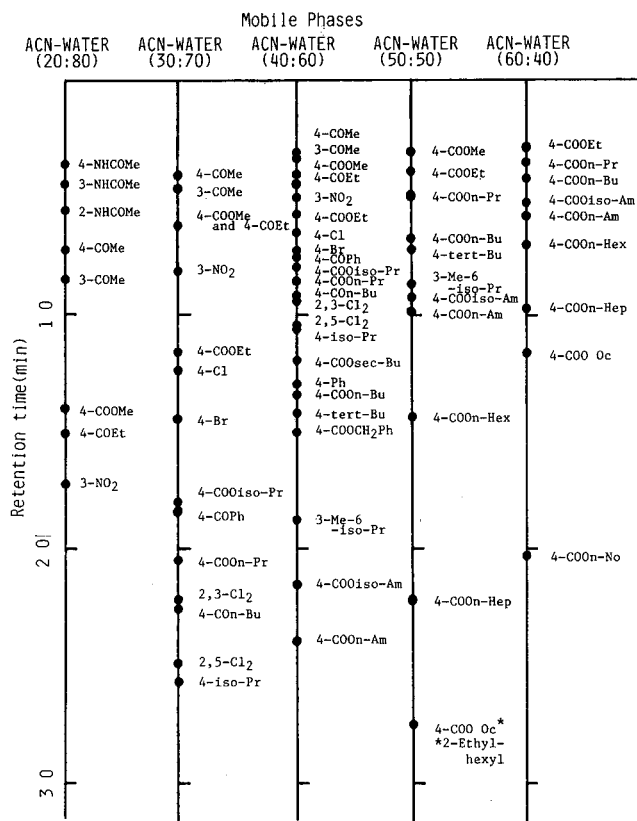 Mobile Phases
ACN-WATER (20:80)
ACN-WATER (30:70)
ACN-WATER (40:60)
ACN-WATER (50:50)
ACN-WATER (60:40)
Retention time(min)
10
20
30
4-NHCOMe
3-NHCOMe
2-NHCOMe
4-COMe
3-COMe
4-COOMe
4-COEt
3-NO2
4-COMe
3-COMe
4-COOMe
and 4-COEt
3-NO2
4-COOEt
4-Cl
4-Br
4-COOiso-Pr
4-COPh
4-COOn-Pr
2,3-Cl2
4-COn-Bu
2,5-Cl2
4-iso-Pr
4-COMe
3-COMe
4-COOMe
4-COEt
3-NO2
4-COOEt
4-Cl
4-Br
4-COPh
4-COOiso-Pr
4-COOn-Pr
4-COn-Bu
2,3-Cl2
2,5-Cl2
4-iso-Pr
4-COOsec-Bu
4-Ph
4-COOn-Bu
4-tert-Bu
4-COOCH2Ph
3-Me-6
-iso-Pr
4-COOiso-Am
4-COOn-Am
4-COOMe
4-COOEt
4-COOn-Pr
4-COOn-Bu
4-tert-Bu
3-Me-6
-iso-Pr
4-COOiso-Am
4-COOn-Am
4-COOn-Hex
4-COOn-Hep
4-COO Oc*
*2-Ethyl-
hexyl
4-COOEt
4-COOn-Pr
4-COOn-Bu
4-COOiso-Am
4-COOn-Am
4-COOn-Hex
4-COOn-Hep
4-COO Oc
4-COOn-No